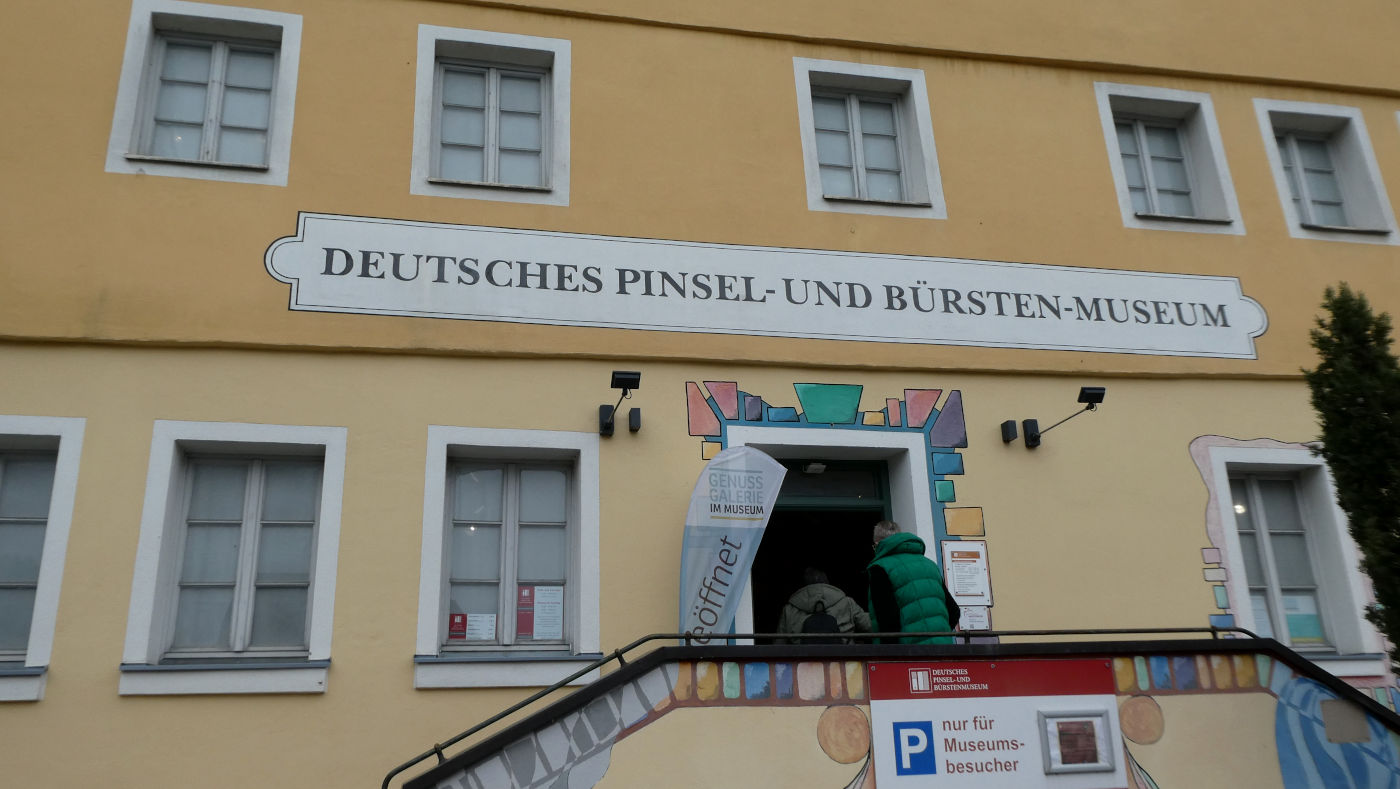 DEUTSCHES PINSEL- UND BÜRSTEN-MUSEUM
GENUSS
GALERIE
IM MUSEUM
eöffnet
DEUTSCHES
PINSEL- UND
BÜRSTENMUSEUM
P
nur für
Museums-
besucher